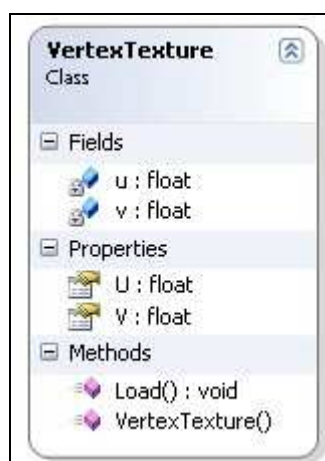 VertexTexture
Class
Fields
u : float
v : float
Properties
U : float
V : float
Methods
Load() : void
VertexTexture()